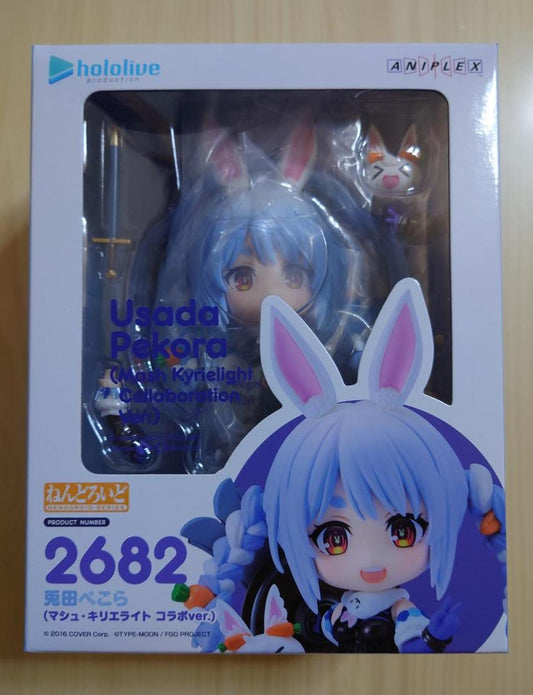 hololive
production
ANIPLEX
Usada
Pekora
(Mash Kyrielight
Collaboration
Ver.)
ねんどろいど
NENDOROID SERIES
PRODUCT NUMBER
2682
兎田ぺこら
(マシュ・キリエライト コラボver.)
© 2016 COVER Corp. ©TYPE-MOON / FGO PROJECT